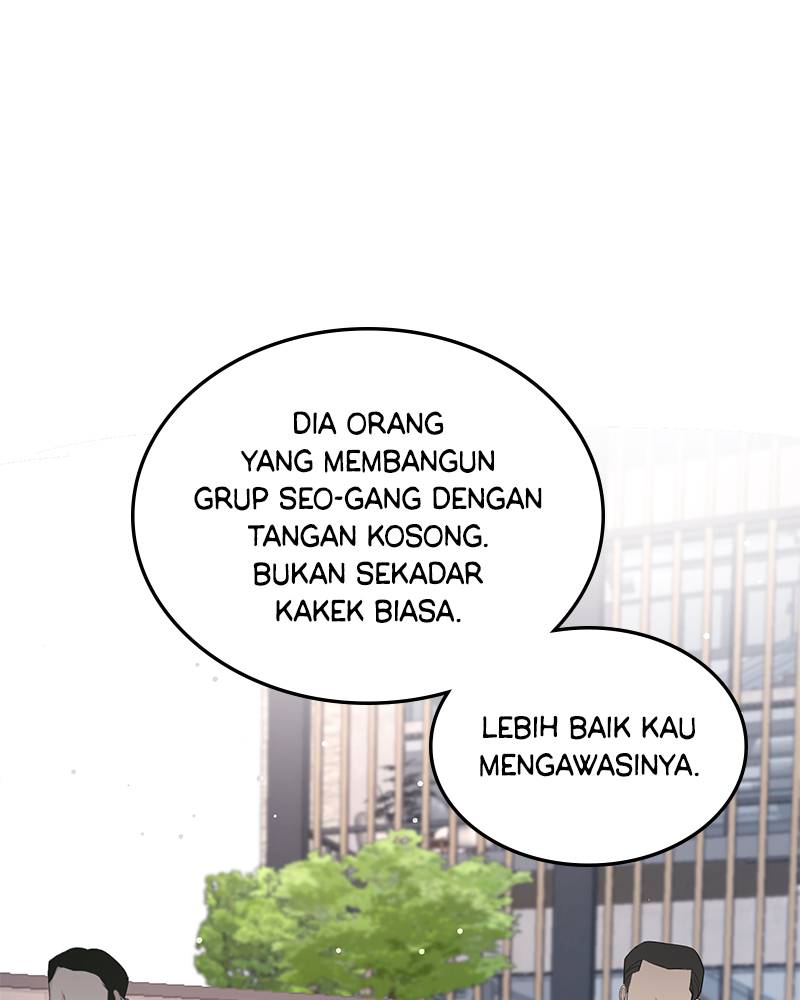 DIA ORANG
YANG MEMBANGUN
GRUP SEO-GANG DENGAN
TANGAN KOSONG.
BUKAN SEKADAR
KAKEK BIASA.
LEBIH BAIK KAU
MENGAWASINYA.